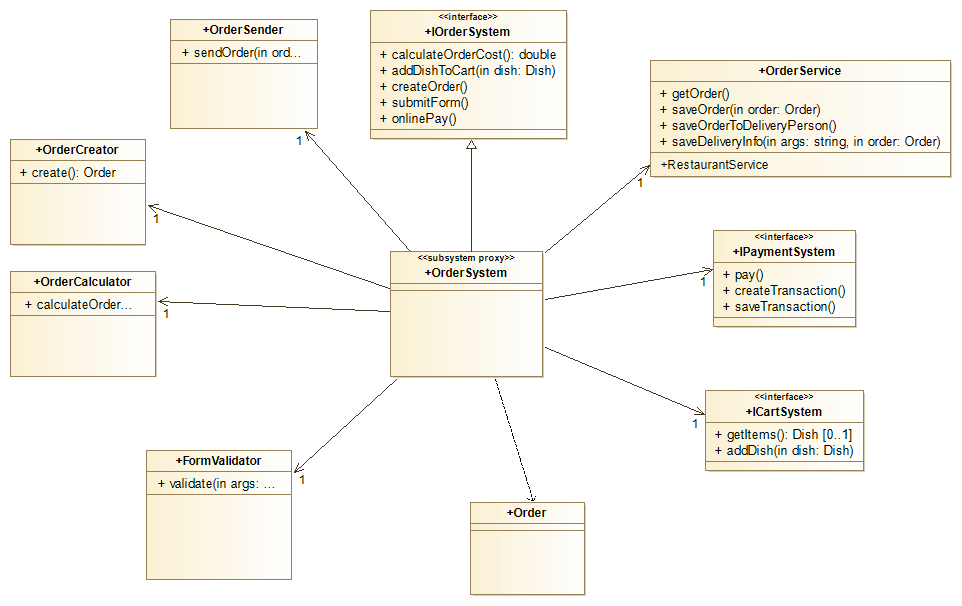 +OrderSender
+ sendOrder(in ord...
1
<<interface>>
+IOrderSystem
+ calculateOrderCost(): double
+ addDishToCart(in dish: Dish)
+ createOrder()
+ submitForm()
+ onlinePay()
+OrderService
+ getOrder()
+ saveOrder(in order: Order)
+ saveOrderToDeliveryPerson()
+ saveDeliveryInfo(in args: string, in order: Order)
+RestaurantService
1
+OrderCreator
+ create(): Order
1
<<subsystem proxy>>
+OrderSystem
<<interface>>
+IPaymentSystem
+ pay()
+ createTransaction()
+ saveTransaction()
1
+OrderCalculator
+ calculateOrder...
1
<<interface>>
+ICartSystem
+ getItems(): Dish [0..1]
+ addDish(in dish: Dish)
1
+FormValidator
+ validate(in args: ...
1
+Order